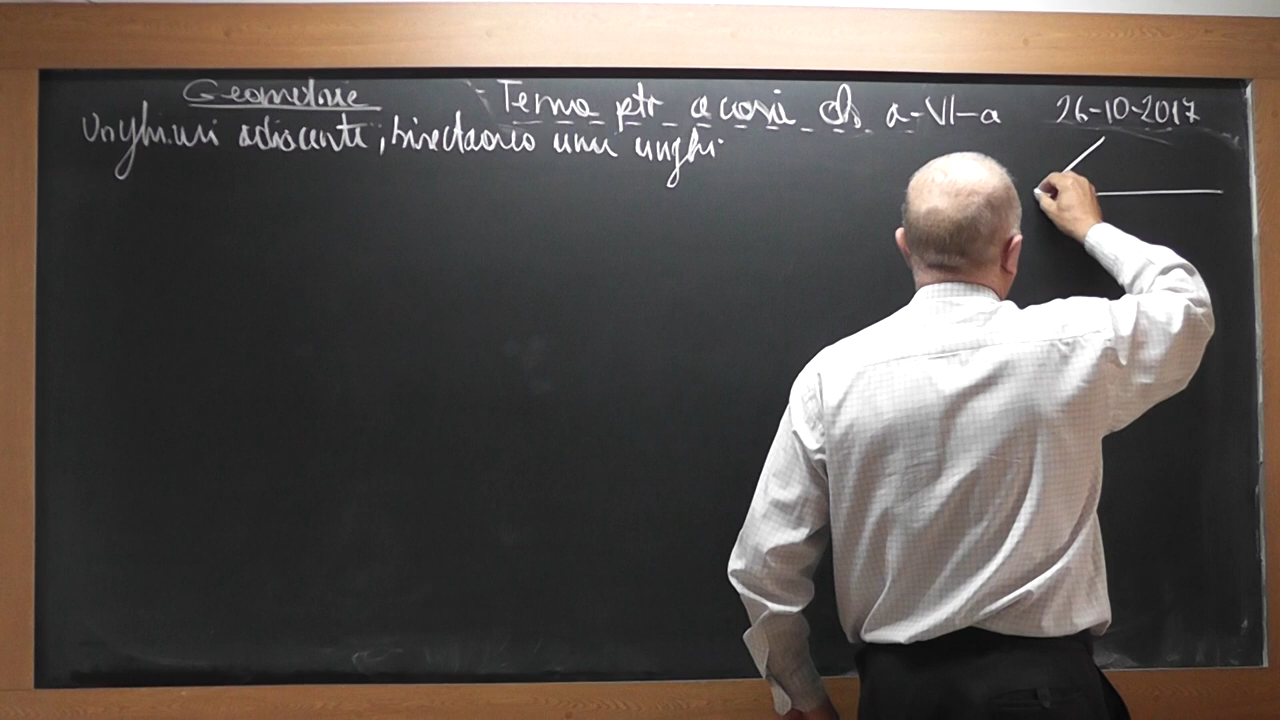 Geometrie - Tema ptr acasă cls a-VI-a 26-10-2017
Unghiuri adiacente, bisectoarea unui unghi